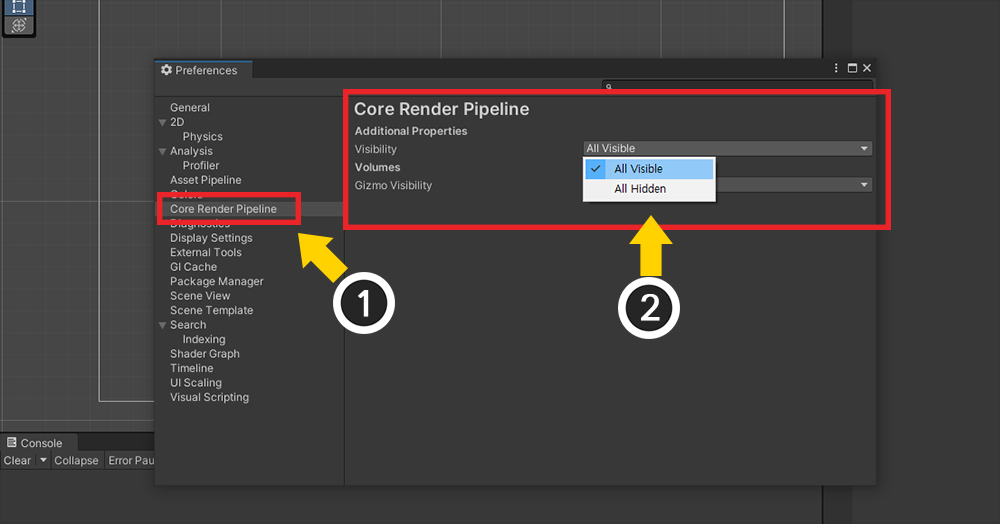 Preferences
General
2D
Physics
Analysis
Profiler
Asset Pipeline
Colors
Core Render Pipeline
Diagnostics
Display Settings
External Tools
GI Cache
Package Manager
Scene View
Scene Template
Search
Indexing
Shader Graph
Timeline
UI Scaling
Visual Scripting
Core Render Pipeline
Additional Properties
Visibility All Visible
Volumes
Gizmo Visibility
All Visible
All Hidden
1
2
Console
Clear Collapse Error Pau